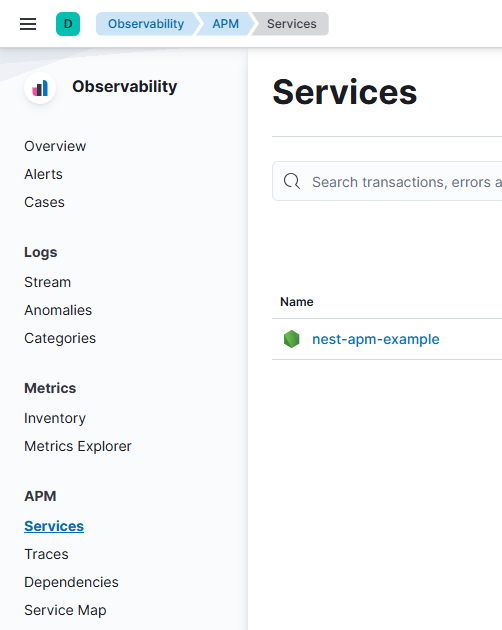 D Observability APM Services
Observability
Overview
Alerts
Cases
Logs
Stream
Anomalies
Categories
Metrics
Inventory
Metrics Explorer
APM
Services
Traces
Dependencies
Service Map
Services
Search transactions, errors a
Name
nest-apm-example